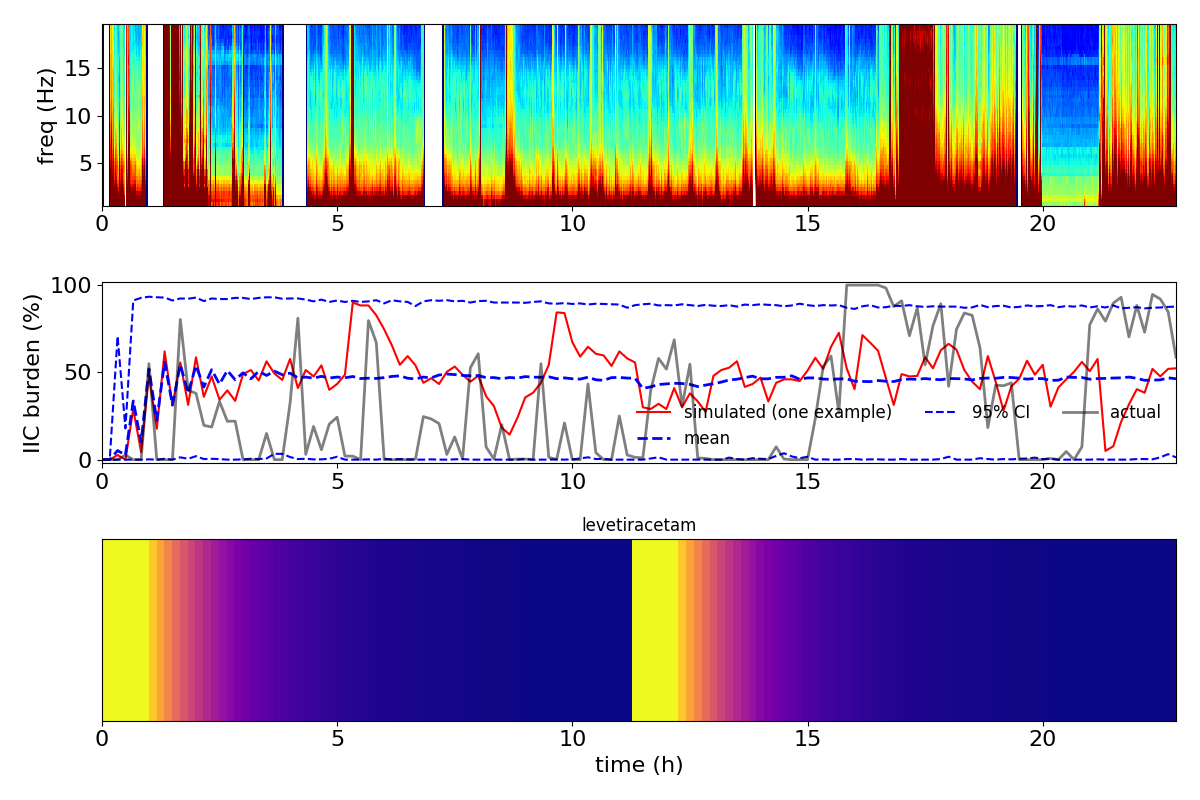 freq (Hz)
15
10
5
0 5 10 15 20
IIC burden (%)
100
50
0
simulated (one example)
mean
95% CI
actual
0 5 10 15 20
levetiracetam
0 5 10 15 20
time (h)